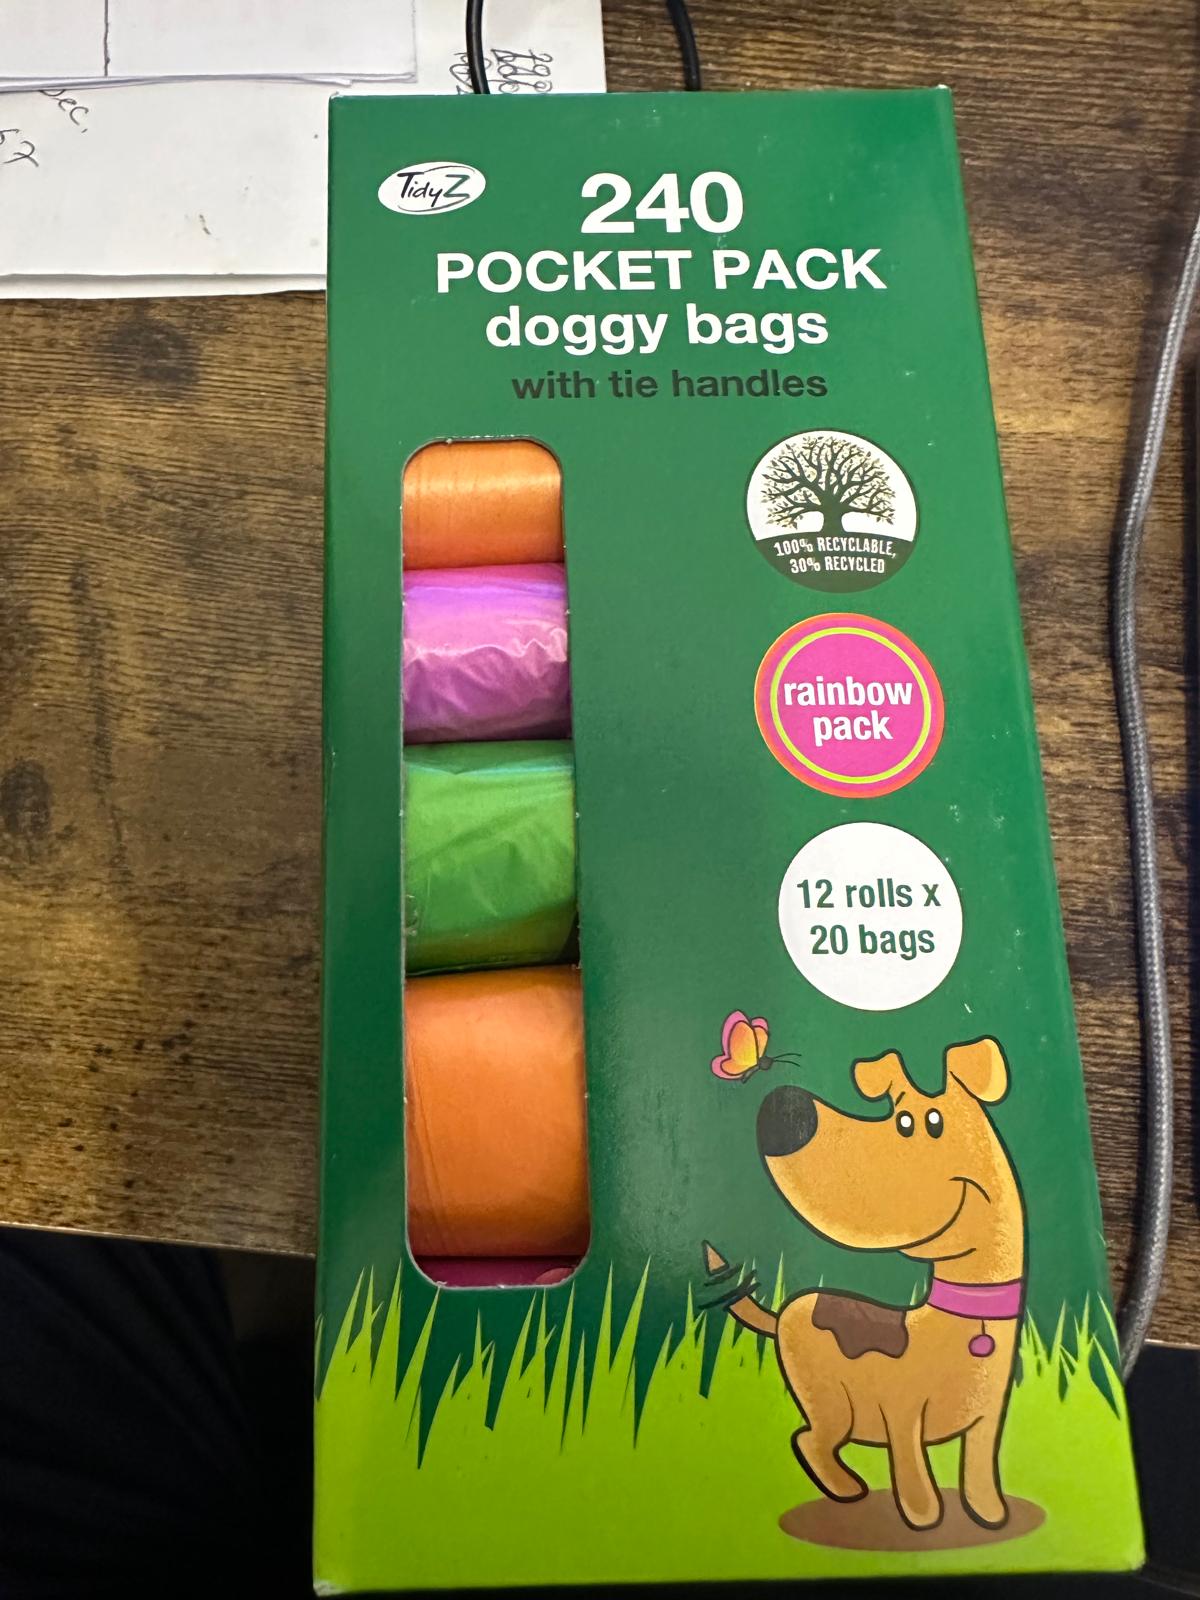 ec,
TidyZ
240
POCKET PACK
doggy bags
with tie handles
100% RECYCLABLE,
30% RECYCLED
rainbow
pack
12 rolls x
20 bags